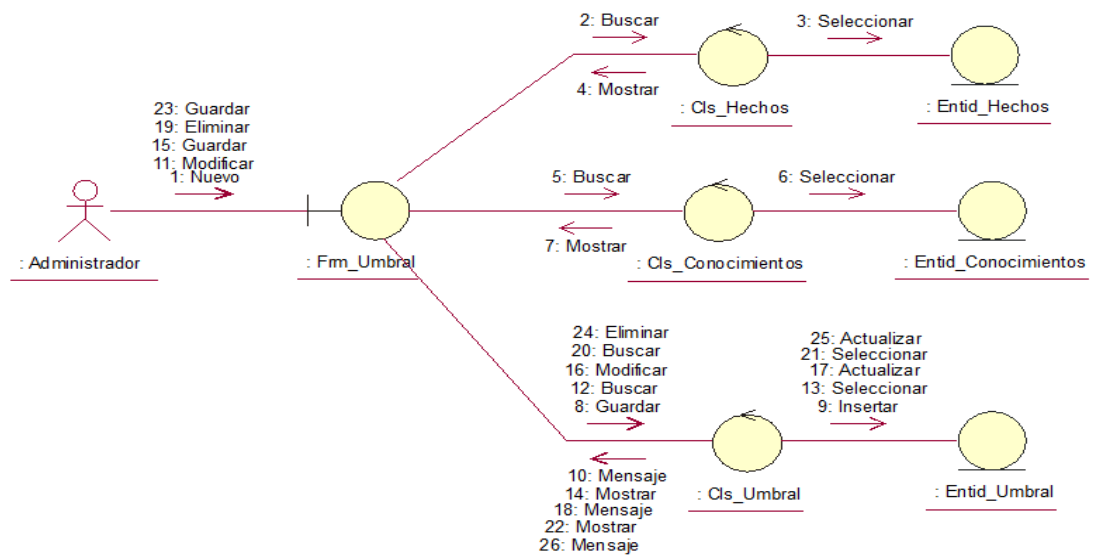 2: Buscar
3: Seleccionar
4: Mostrar
: Cls_Hechos
: Entid_Hechos
23: Guardar
19: Eliminar
15: Guardar
11: Modificar
1: Nuevo
5: Buscar
6: Seleccionar
7: Mostrar
: Administrador
: Frm_Umbral
: Cls_Conocimientos
: Entid_Conocimientos
24: Eliminar
20: Buscar
16: Modificar
12: Buscar
8: Guardar
25: Actualizar
21: Seleccionar
17: Actualizar
13: Seleccionar
9: Insertar
10: Mensaje
14: Mostrar
18: Mensaje
22: Mostrar
26: Mensaje
: Cls_Umbral
: Entid_Umbral